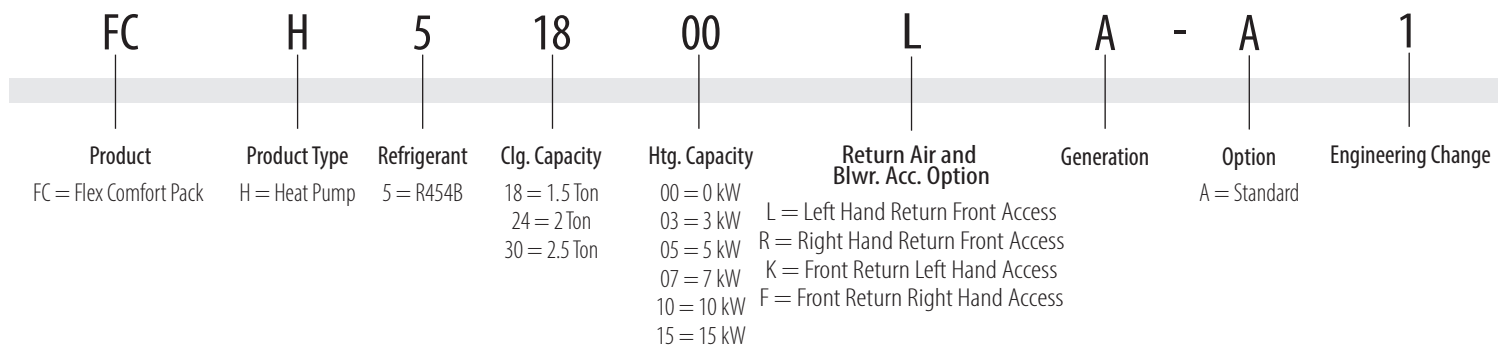 FC H 5 18 00 L A - A 1
Product
FC = Flex Comfort Pack
Product Type
H = Heat Pump
Refrigerant
5 = R454B
Clg. Capacity
18 = 1.5 Ton
24 = 2 Ton
30 = 2.5 Ton
Htg. Capacity
00 = 0 kW
03 = 3 kW
05 = 5 kW
07 = 7 kW
10 = 10 kW
15 = 15 kW
Return Air and
Blwr. Acc. Option
L = Left Hand Return Front Access
R = Right Hand Return Front Access
K = Front Return Left Hand Access
F = Front Return Right Hand Access
Generation
Option
A = Standard
Engineering Change